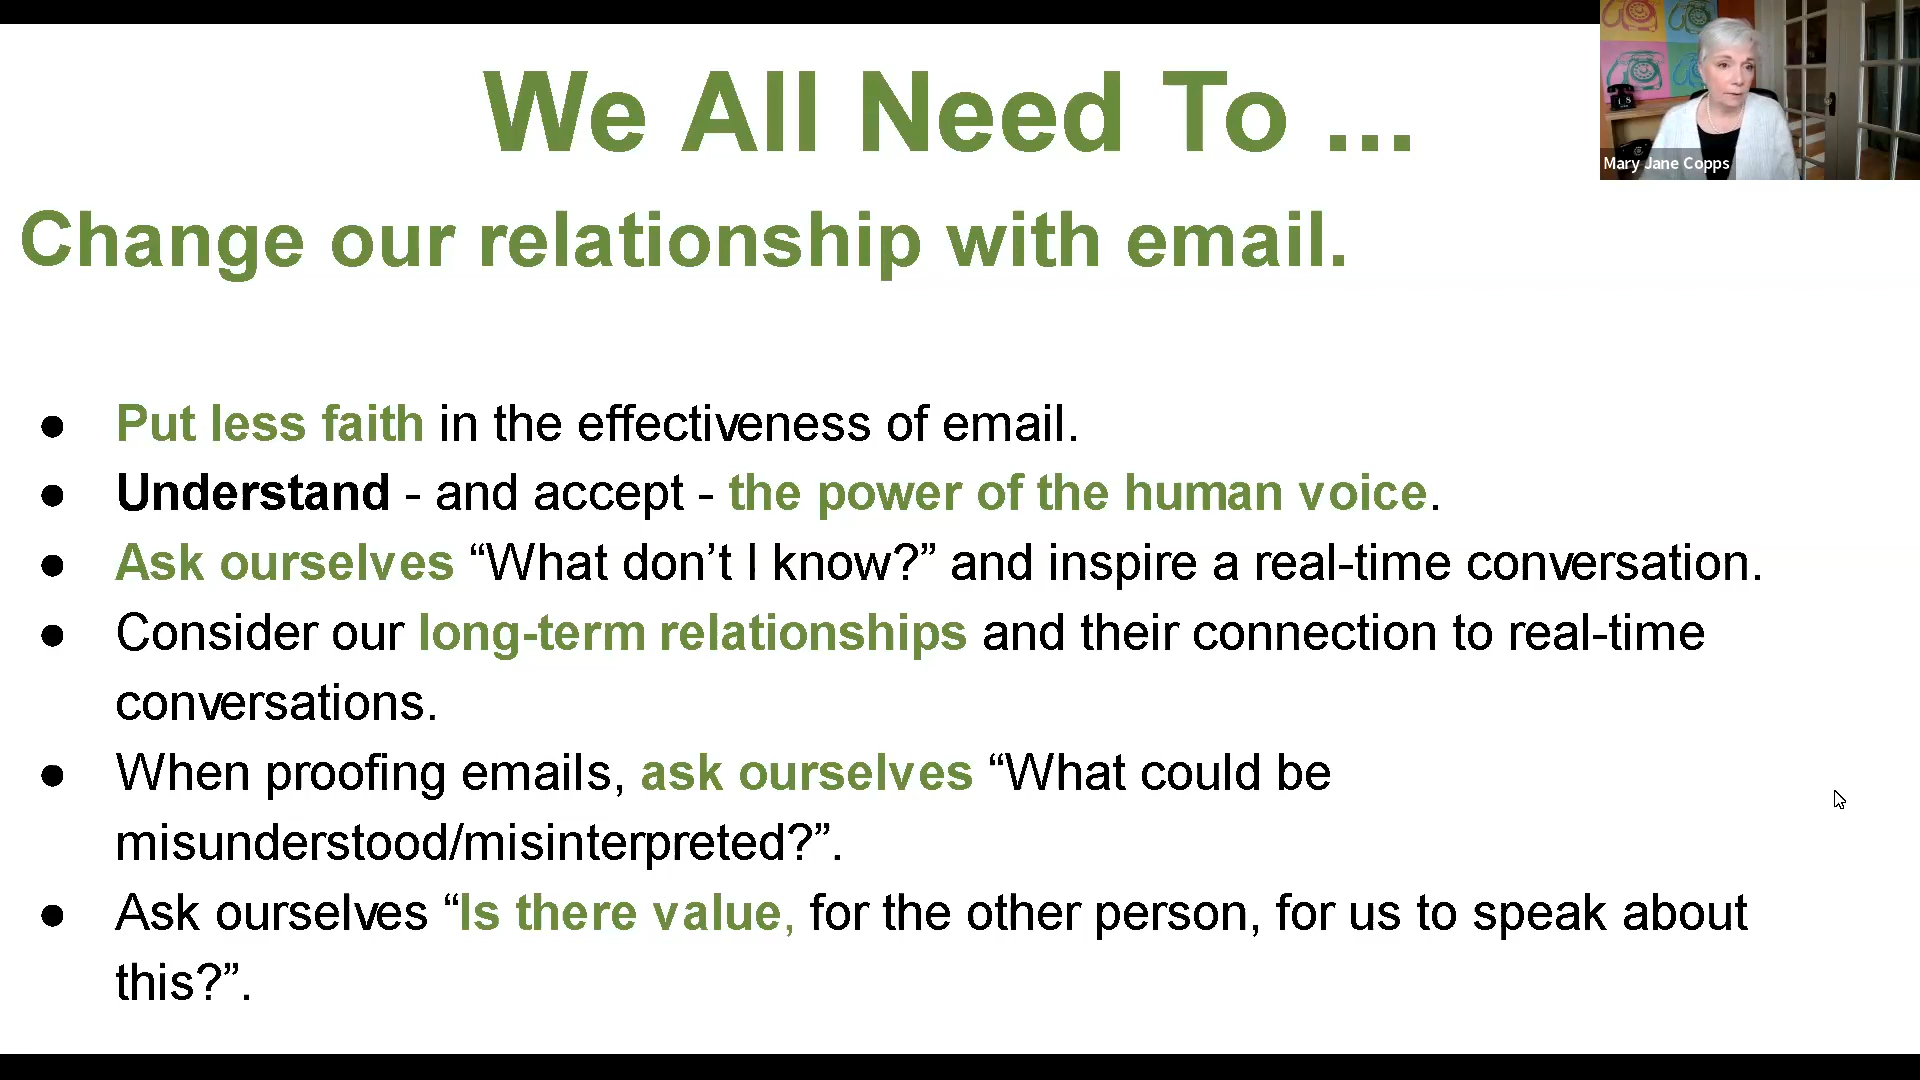 We All Need To ...
Mary Jane Copps
Change our relationship with email.
● Put less faith in the effectiveness of email.
● Understand - and accept - the power of the human voice.
● Ask ourselves “What don’t I know?” and inspire a real-time conversation.
● Consider our long-term relationships and their connection to real-time
conversations.
● When proofing emails, ask ourselves “What could be
misunderstood/misinterpreted?”.
● Ask ourselves “Is there value, for the other person, for us to speak about
this?”.